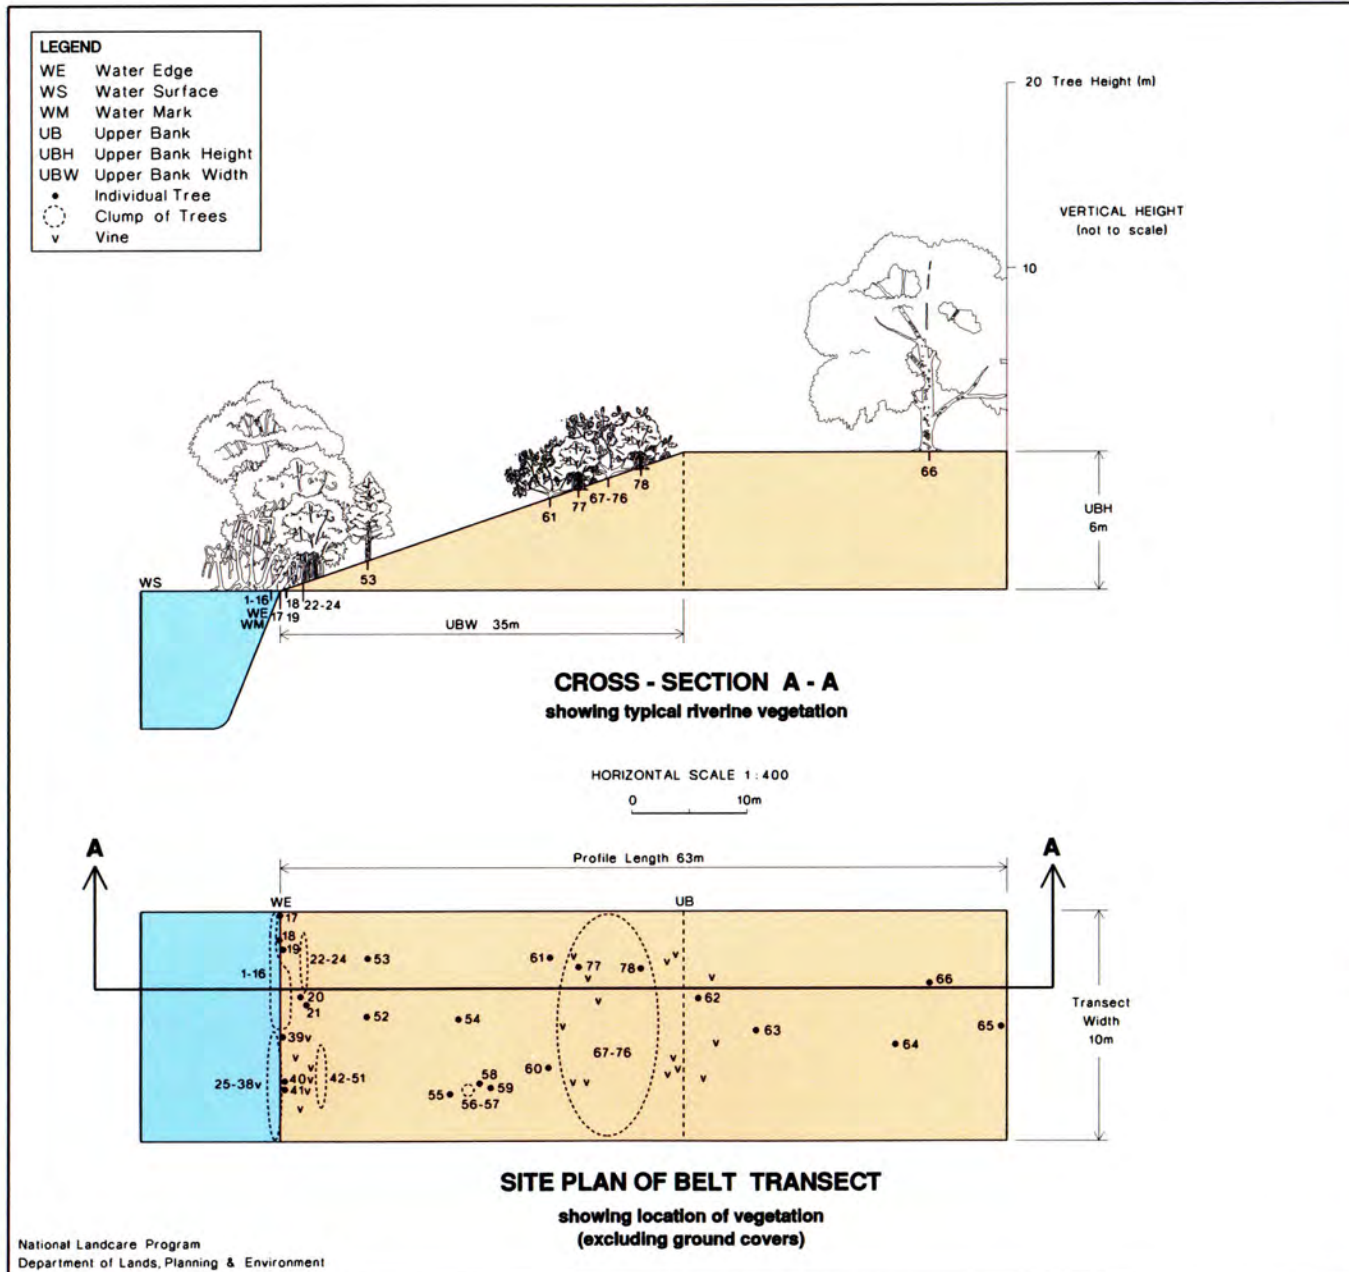 LEGEND
WE Water Edge
WS Water Surface
WM Water Mark
UB Upper Bank
UBH Upper Bank Height
UBW Upper Bank Width
Individual Tree
Clump of Trees
v Vine
20 Tree Height (m)
VERTICAL HEIGHT
(not to scale)
10
66
78
67-76
77
61
UBH
6m
53
WS
1-16
18
22-24
WE
17
19
WM
UBW 35m
CROSS - SECTION A - A
showing typical riverine vegetation
HORIZONTAL SCALE 1:400
0 10m
A
A
Profile Length 63m
WE
UB
17
18
19
1-16
22-24
53
61
v
v
v
77
78
v
v
66
20
21
52
54
v
v
62
63
64
65
Transect
Width
10m
39v
v
v
v
v
67-76
60
v
v
v
v
25-38v
40v
41v
v
42-51
58
59
55
56-57
SITE PLAN OF BELT TRANSECT
showing location of vegetation
(excluding ground covers)
National Landcare Program
Department of Lands, Planning & Environment